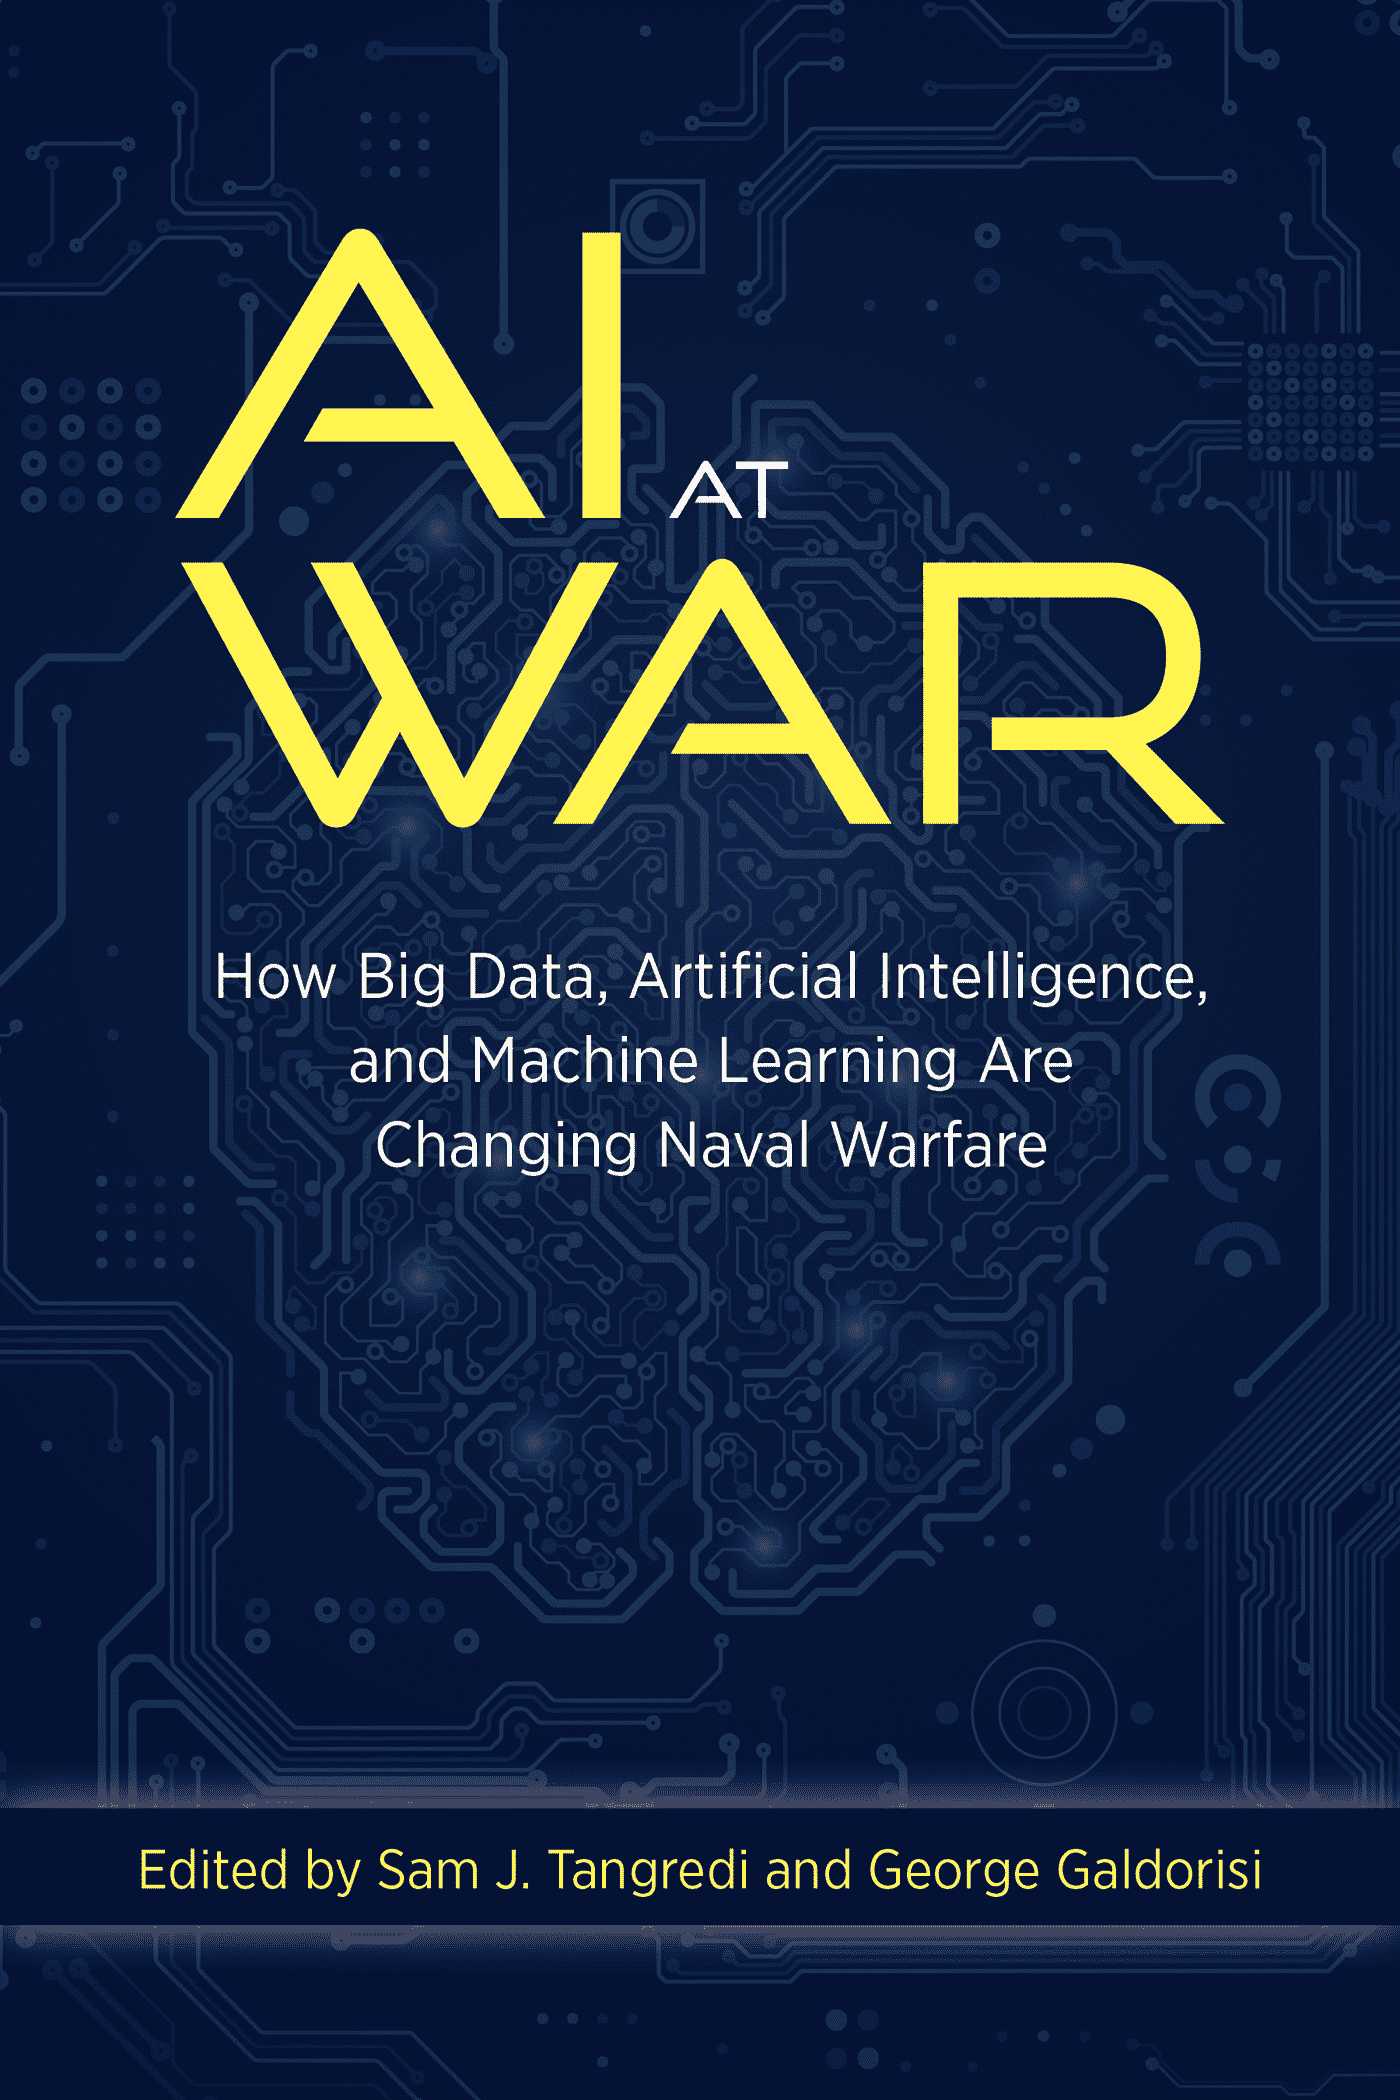 AI AT
WAR
How Big Data, Artificial Intelligence,
and Machine Learning Are
Changing Naval Warfare
Edited by Sam J. Tangredi and George Galdorisi